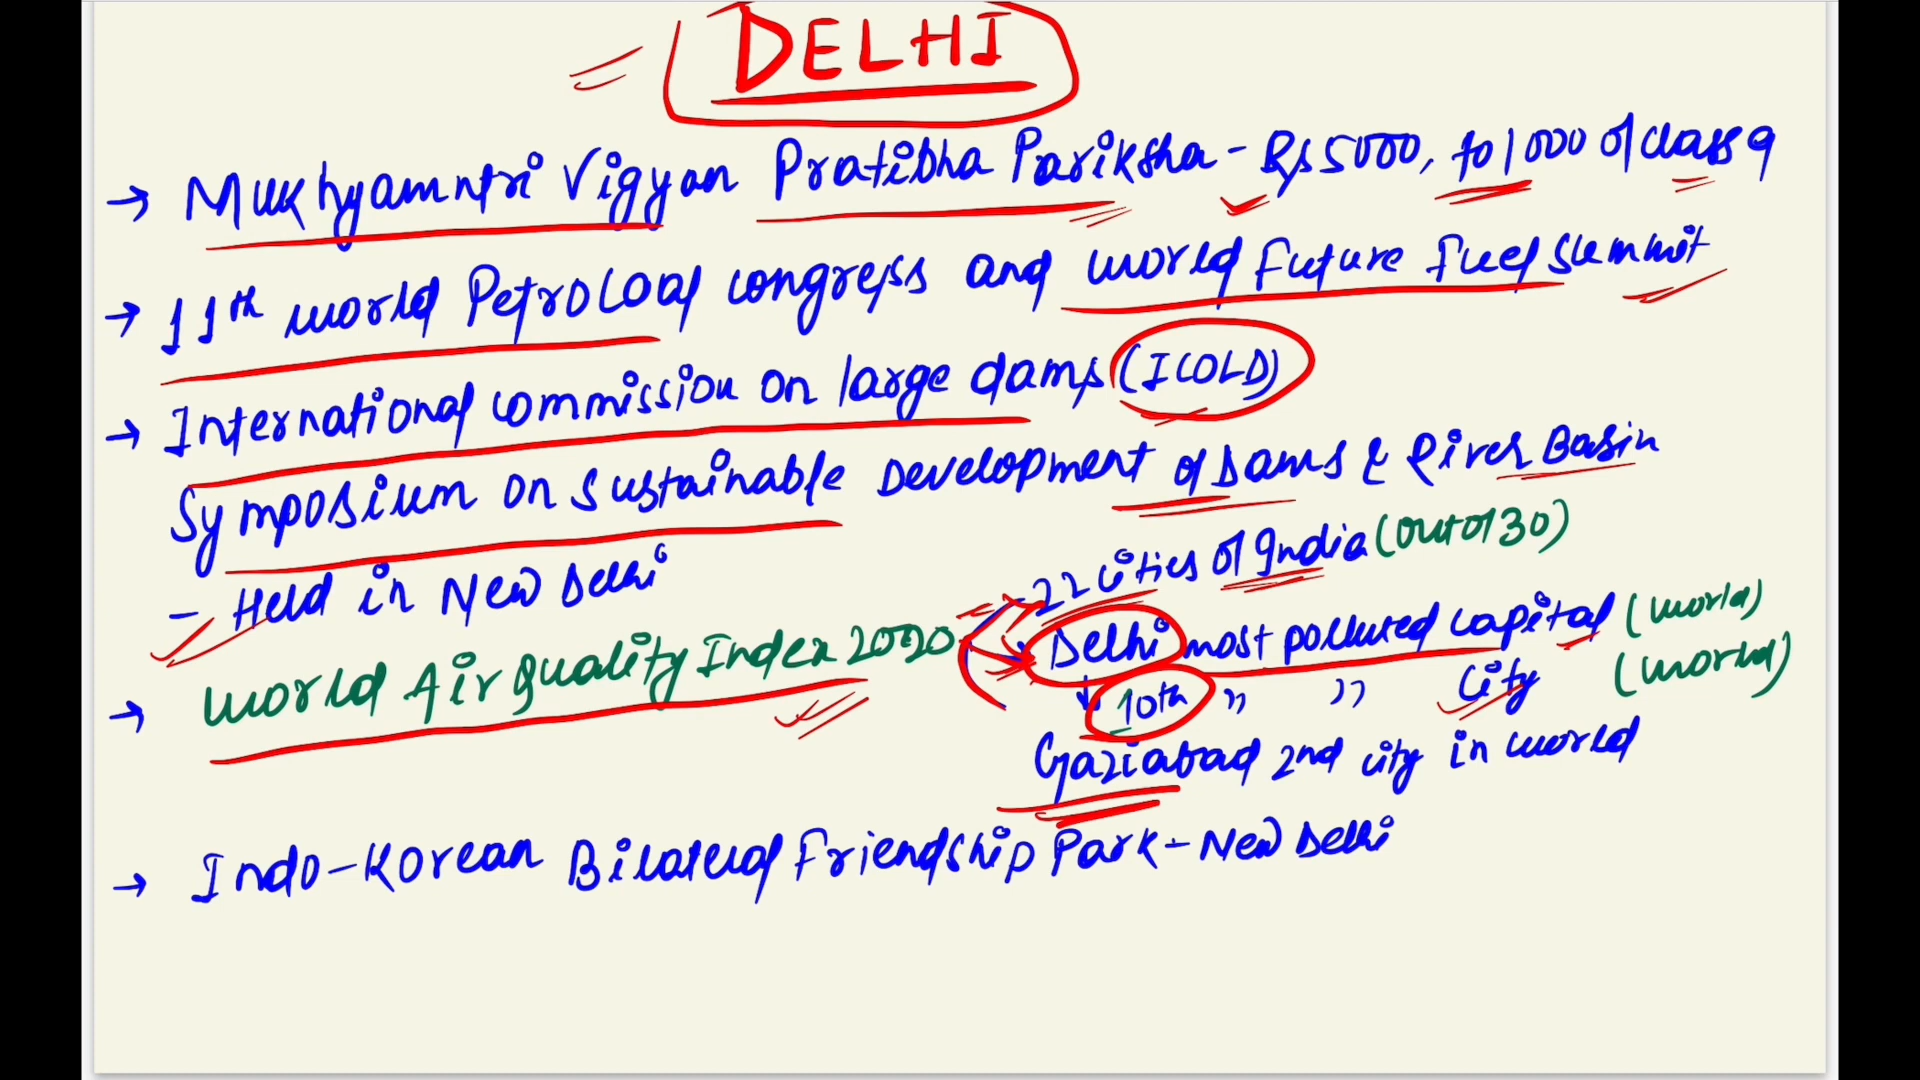 DELHI
→ Mukhyamntri Vigyan Pratibha Pariksha - Rs 5000, to 1000 of class 9
→ 11th world PetroCoal congress and world Future Fuel summit
→ International commission on large dams (ICOLD)
Symposium on Sustainable Development of Dams & River Basin
- Held in New Delhi
22 Cities of India (out of 30)
→ World Air Quality Index 2020 Delhi most polluted capital (world)
10th " " City (world)
Gaziabad 2nd city in world
→ Indo-Korean Bilateral Friendship Park - New Delhi